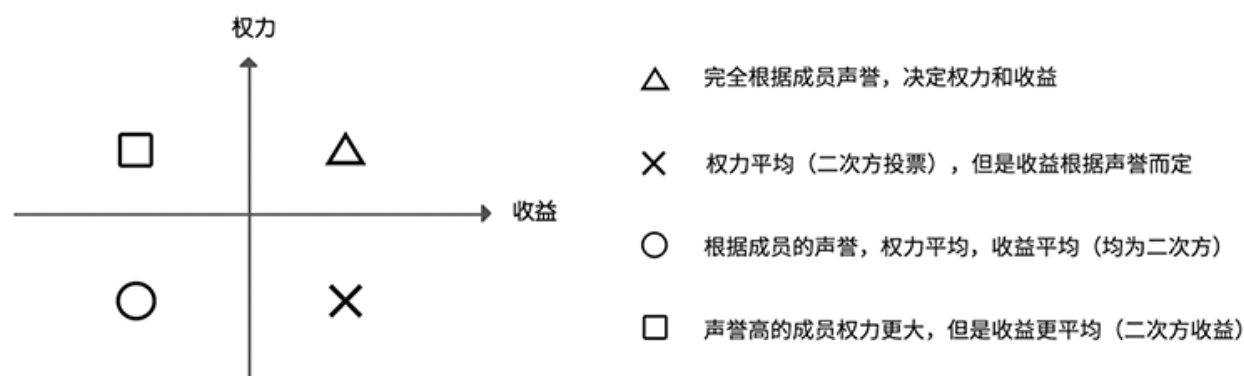 权力
收益
完全根据成员声誉，决定权力和收益
权力平均（二次方投票），但是收益根据声誉而定
根据成员的声誉，权力平均，收益平均（均为二次方）
声誉高的成员权力更大，但是收益更平均（二次方收益）